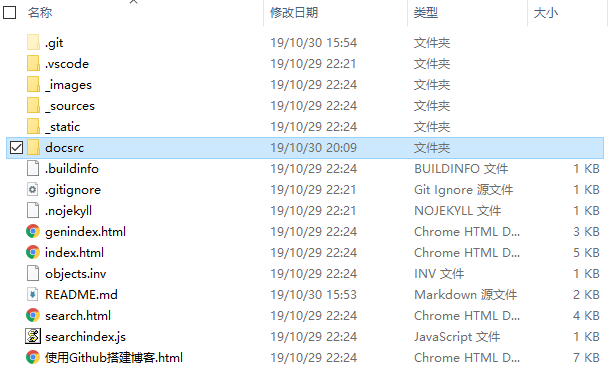 名称 修改日期 类型 大小
.git 19/10/30 15:54 文件夹
.vscode 19/10/29 22:21 文件夹
_images 19/10/29 22:24 文件夹
_sources 19/10/29 22:24 文件夹
_static 19/10/29 22:24 文件夹
docsrc 19/10/30 20:09 文件夹
.buildinfo 19/10/29 22:24 BUILDINFO 文件 1 KB
.gitignore 19/10/29 22:21 Git Ignore 源文件 1 KB
.nojekyll 19/10/29 22:21 NOJEKYLL 文件 1 KB
genindex.html 19/10/29 22:24 Chrome HTML D... 3 KB
index.html 19/10/29 22:24 Chrome HTML D... 5 KB
objects.inv 19/10/29 22:24 INV 文件 1 KB
README.md 19/10/30 15:53 Markdown 源文件 2 KB
search.html 19/10/29 22:24 Chrome HTML D... 4 KB
searchindex.js 19/10/29 22:24 JavaScript 文件 1 KB
使用Github搭建博客.html 19/10/29 22:24 Chrome HTML D... 7 KB